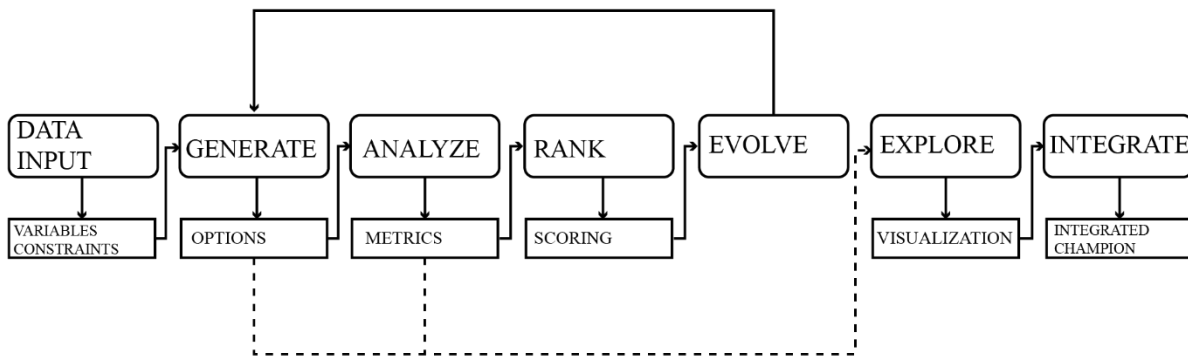 DATA
INPUT
GENERATE
ANALYZE
RANK
EVOLVE
EXPLORE
INTEGRATE
VARIABLES
CONSTRAINTS
OPTIONS
METRICS
SCORING
VISUALIZATION
INTEGRATED
CHAMPION